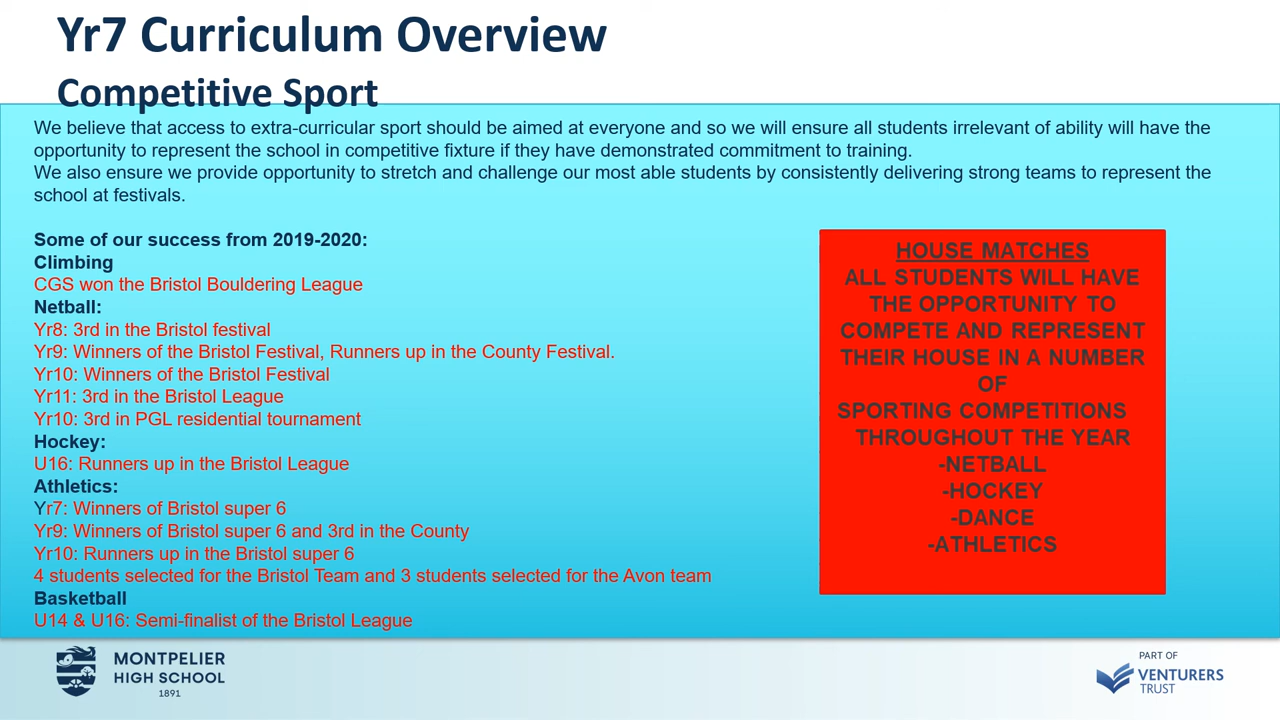 Yr7 Curriculum Overview
Competitive Sport
We believe that access to extra-curricular sport should be aimed at everyone and so we will ensure all students irrelevant of ability will have the
opportunity to represent the school in competitive fixture if they have demonstrated commitment to training.
We also ensure we provide opportunity to stretch and challenge our most able students by consistently delivering strong teams to represent the
school at festivals.
Some of our success from 2019-2020:
Climbing
CGS won the Bristol Bouldering League
Netball:
Yr8: 3rd in the Bristol festival
Yr9: Winners of the Bristol Festival, Runners up in the County Festival.
Yr10: Winners of the Bristol Festival
Yr11: 3rd in the Bristol League
Yr10: 3rd in PGL residential tournament
Hockey:
U16: Runners up in the Bristol League
Athletics:
Yr7: Winners of Bristol super 6
Yr9: Winners of Bristol super 6 and 3rd in the County
Yr10: Runners up in the Bristol super 6
4 students selected for the Bristol Team and 3 students selected for the Avon team
Basketball
U14 & U16: Semi-finalist of the Bristol League
HOUSE MATCHES
ALL STUDENTS WILL HAVE
THE OPPORTUNITY TO
COMPETE AND REPRESENT
THEIR HOUSE IN A NUMBER
OF
SPORTING COMPETITIONS
THROUGHOUT THE YEAR
-NETBALL
-HOCKEY
-DANCE
-ATHLETICS
MONTPELIER
HIGH SCHOOL
1891
PART OF
VENTURERS
TRUST